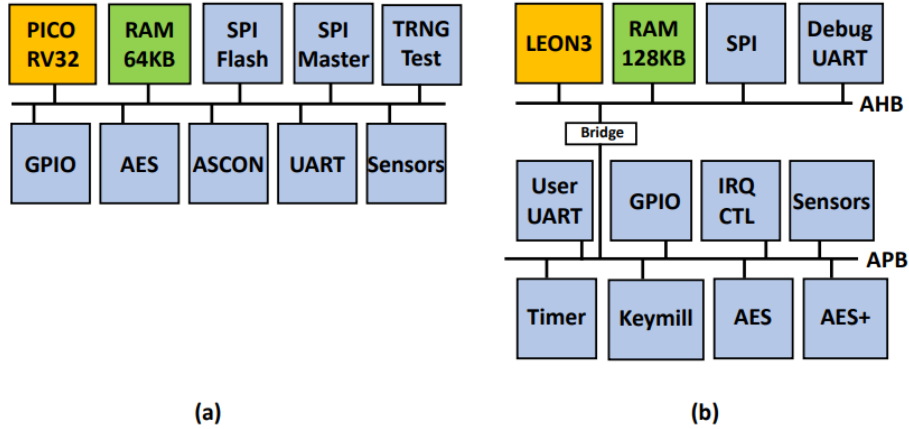 PICO
RV32
RAM
64KB
SPI
Flash
SPI
Master
TRNG
Test
GPIO
AES
ASCON
UART
Sensors
(a)
LEON3
RAM
128KB
SPI
Debug
UART
AHB
Bridge
User
UART
GPIO
IRQ
CTL
Sensors
APB
Timer
Keymill
AES
AES+
(b)